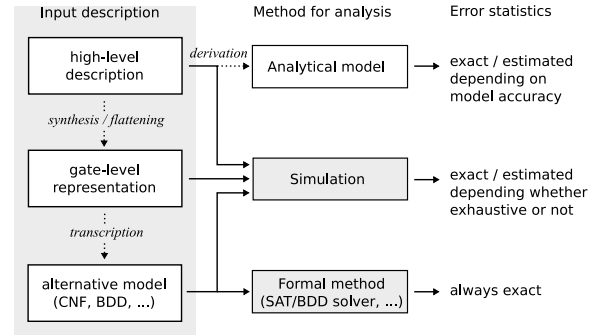 Input description
Method for analysis
Error statistics
high-level
description
derivation
Analytical model
exact / estimated
depending on
model accuracy
synthesis / flattening
gate-level
representation
Simulation
exact / estimated
depending whether
exhaustive or not
transcription
alternative model
(CNF, BDD, ...)
Formal method
(SAT/BDD solver, ...)
always exact